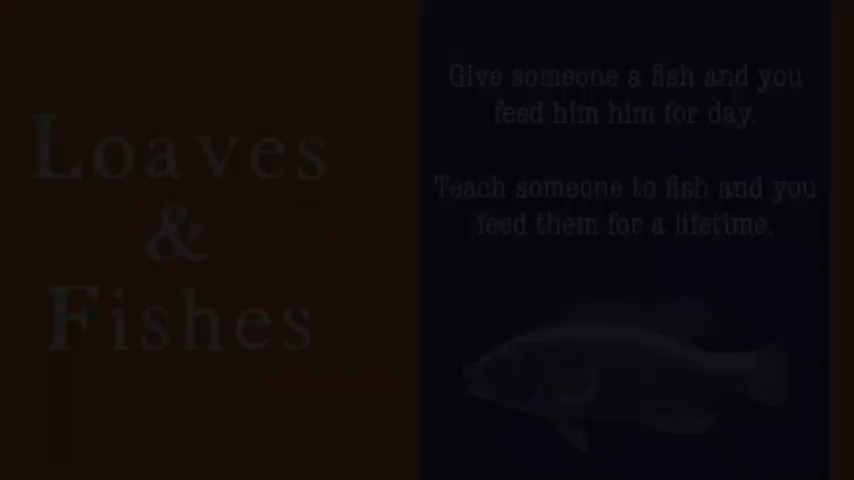 Loaves
&
Fishes
Give someone a fish and you
feed him him for day.
Teach someone to fish and you
feed them for a lifetime.